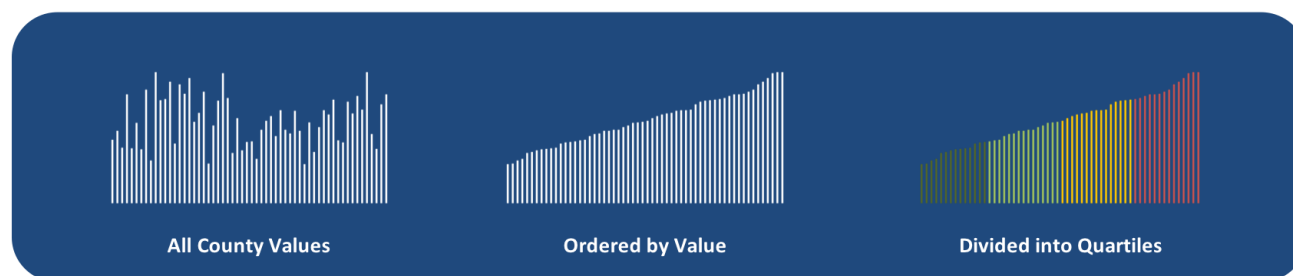 All County Values
Ordered by Value
Divided into Quartiles